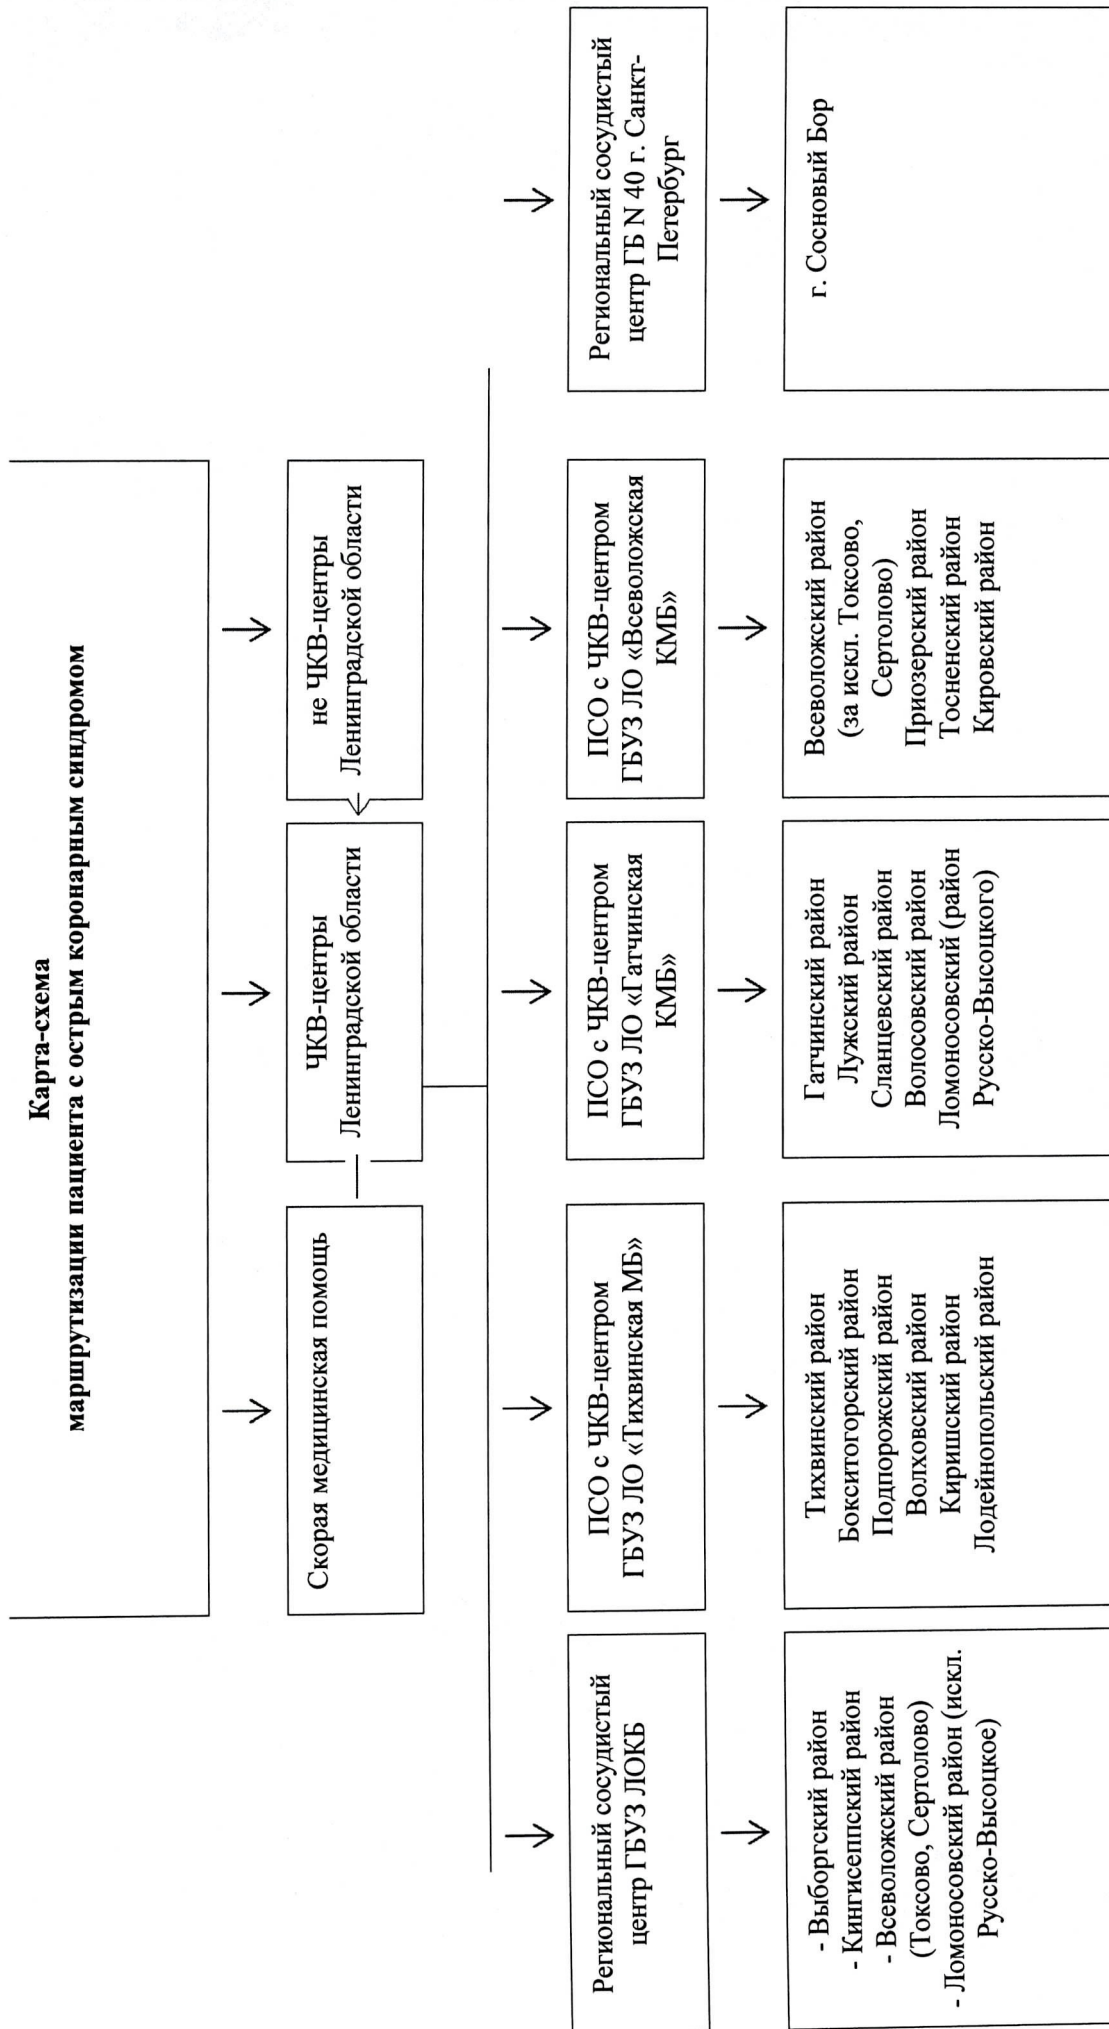 Карта-схема
маршрутизации пациента с острым коронарным синдромом
Скорая медицинская помощь
ЧКВ-центры
Ленинградской области
не ЧКВ-центры
Ленинградской области
Региональный сосудистый
центр ГБУЗ ЛОКБ
ПСО с ЧКВ-центром
ГБУЗ ЛО «Тихвинская МБ»
ПСО с ЧКВ-центром
ГБУЗ ЛО «Гатчинская
КМБ»
ПСО с ЧКВ-центром
ГБУЗ ЛО «Всеволожская
КМБ»
Региональный сосудистый
центр ГБ N 40 г. Санкт-
Петербург
- Выборгский район
- Кингисеппский район
- Всеволожский район
(Токсово, Сертолово)
- Ломоносовский район (искл.
Русско-Высоцкое)
Тихвинский район
Бокситогорский район
Подпорожский район
Волховский район
Киришский район
Лодейнопольский район
Гатчинский район
Лужский район
Сланцевский район
Волосовский район
Ломоносовский (район
Русско-Высоцкого)
Всеволожский район
(за искл. Токсово,
Сертолово)
Приозерский район
Тосненский район
Кировский район
г. Сосновый Бор